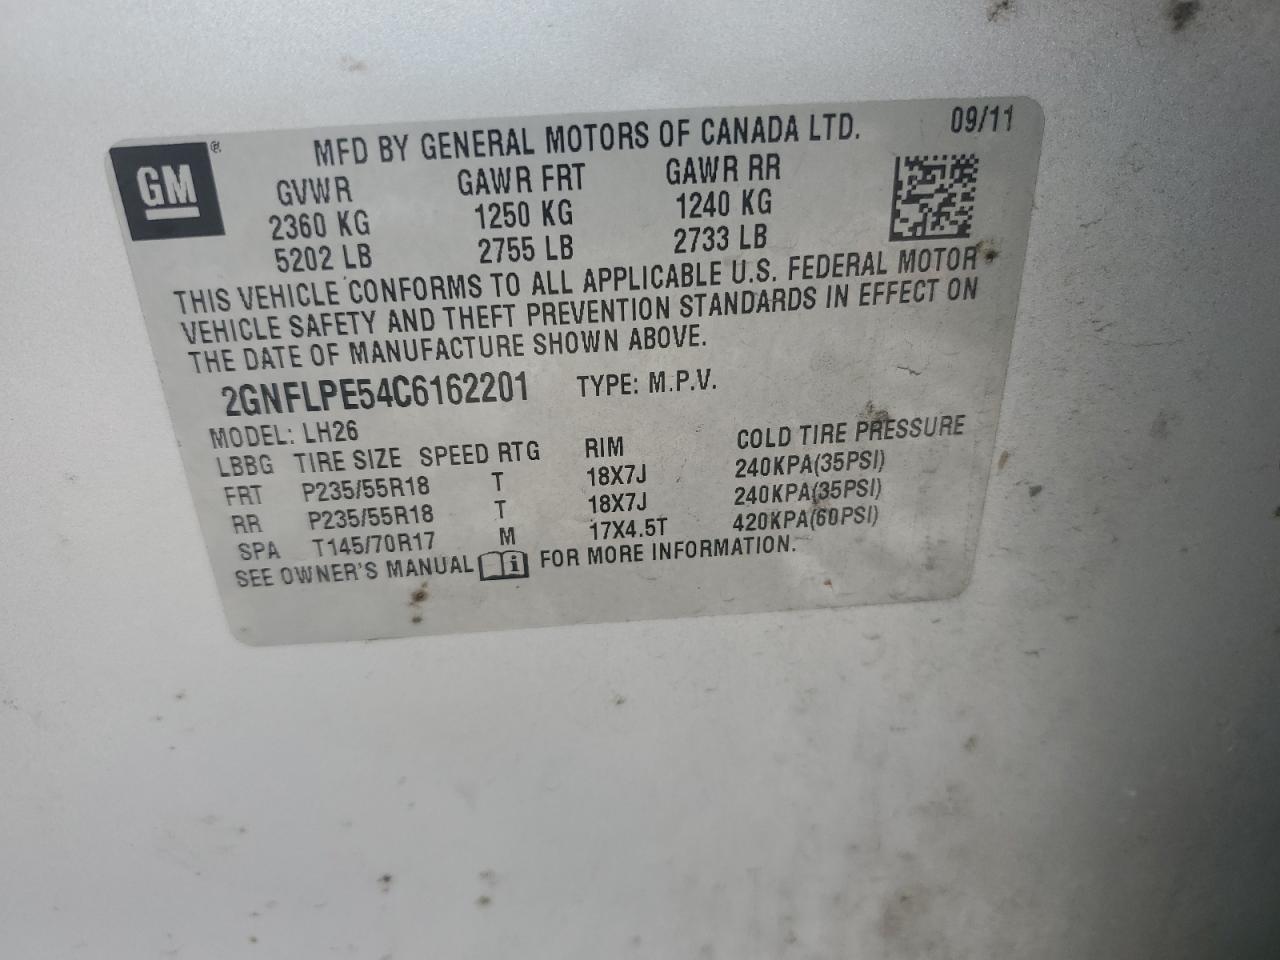 GM®
MFD BY GENERAL MOTORS OF CANADA LTD. 09/11
GVWR GAWR FRT GAWR RR
2360 KG 1250 KG 1240 KG
5202 LB 2755 LB 2733 LB
THIS VEHICLE CONFORMS TO ALL APPLICABLE U.S. FEDERAL MOTOR
VEHICLE SAFETY AND THEFT PREVENTION STANDARDS IN EFFECT ON
THE DATE OF MANUFACTURE SHOWN ABOVE.
2GNFLPE54C6162201 TYPE: M.P.V.
MODEL: LH26
LBBG TIRE SIZE SPEED RTG RIM COLD TIRE PRESSURE
FRT P235/55R18 T 18X7J 240KPA(35PSI)
RR P235/55R18 T 18X7J 240KPA(35PSI)
SPA T145/70R17 M 17X4.5T 420KPA(60PSI)
SEE OWNER'S MANUAL i FOR MORE INFORMATION.